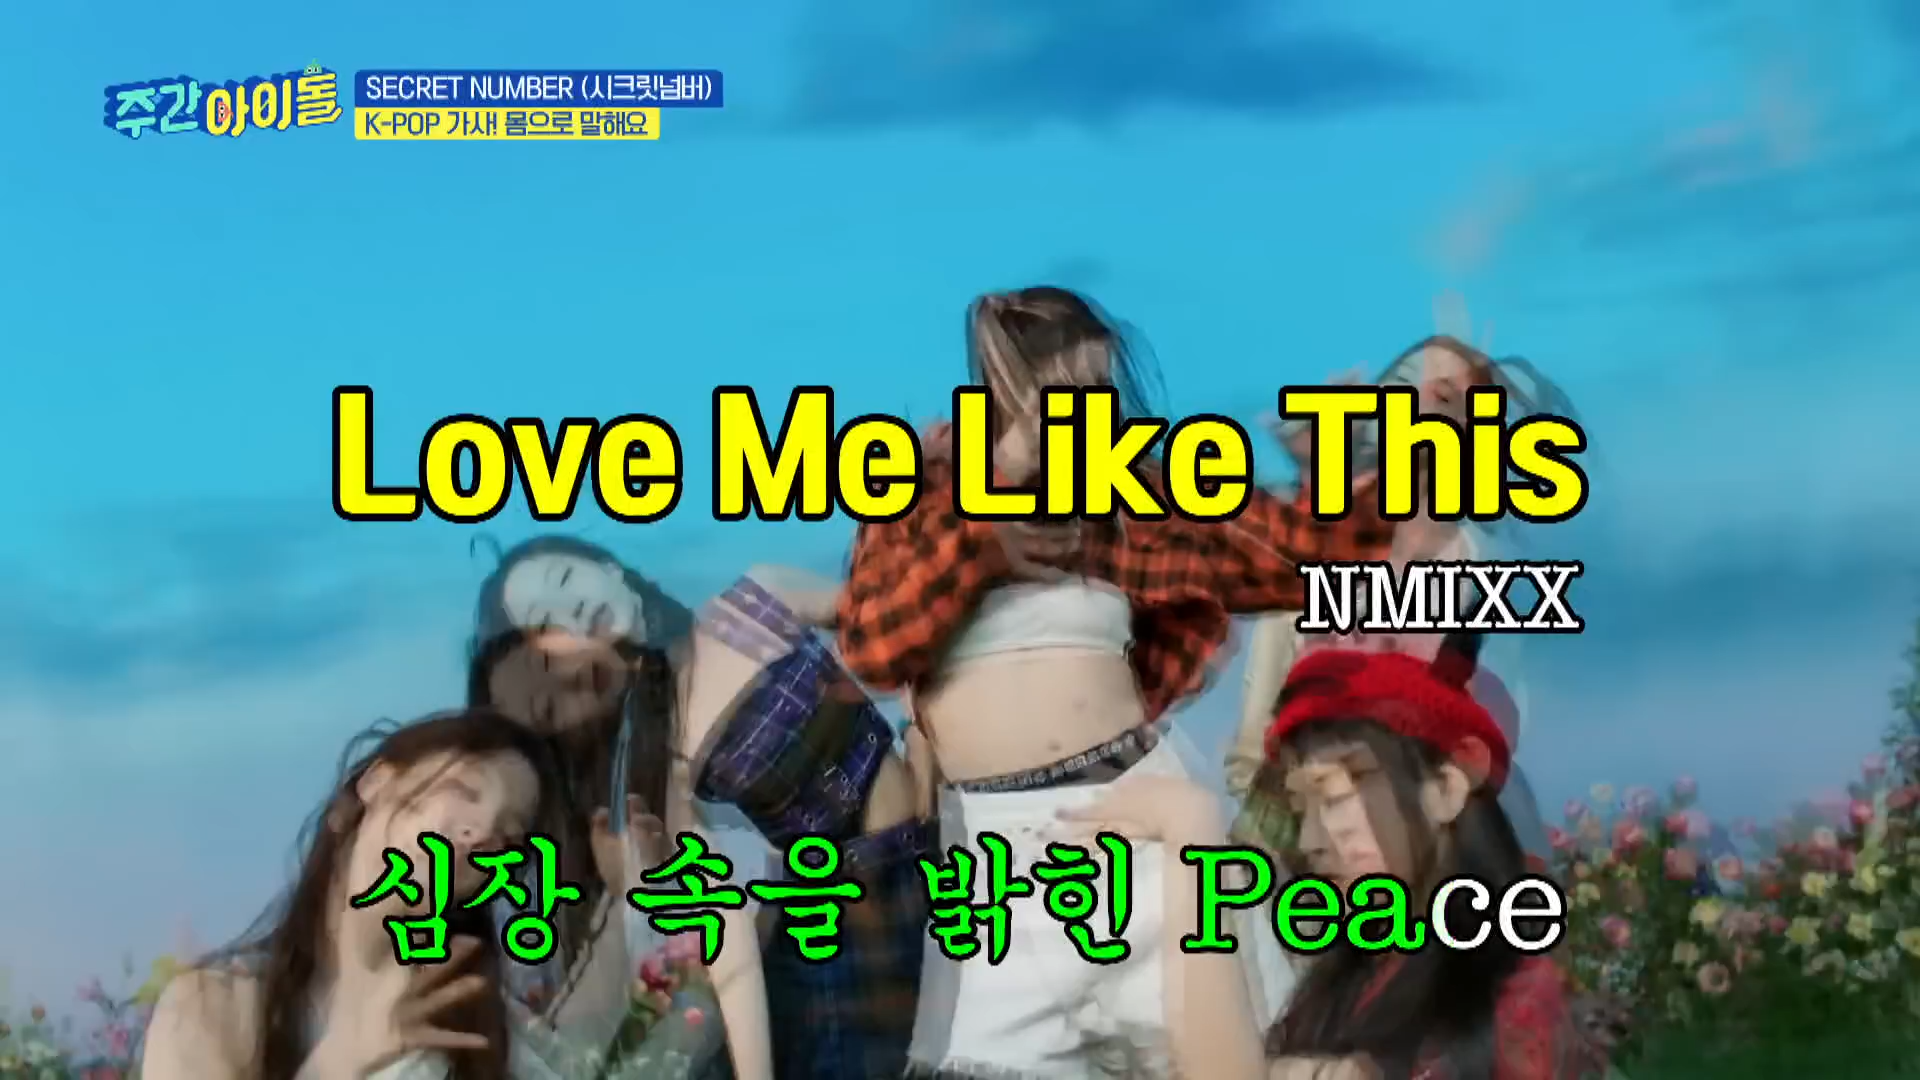 주간아이돌
SECRET NUMBER (시크릿넘버)
K-POP 가사! 몸으로 말해요
Love Me Like This
NMIXX
심장 속을 밝힌 Peace